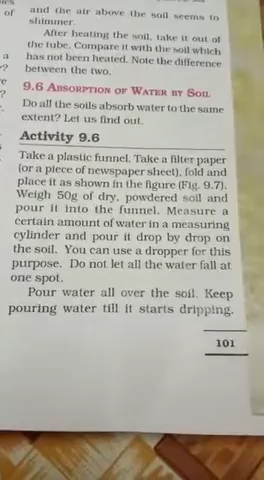 of and the air above the soil seems to
shimmer.
After heating the soil, take it out of
the tube. Compare it with the soil which
a has not been heated. Note the difference
between the two.
9.6 ABSORPTION OF WATER BY SOIL
Do all the soils absorb water to the same
extent? Let us find out.
Activity 9.6
Take a plastic funnel. Take a filter paper
(or a piece of newspaper sheet), fold and
place it as shown in the figure (Fig. 9.7).
Weigh 50g of dry, powdered soil and
pour it into the funnel. Measure a
certain amount of water in a measuring
cylinder and pour it drop by drop on
the soil. You can use a dropper for this
purpose. Do not let all the water fall at
one spot.
Pour water all over the soil. Keep
pouring water till it starts dripping.
101